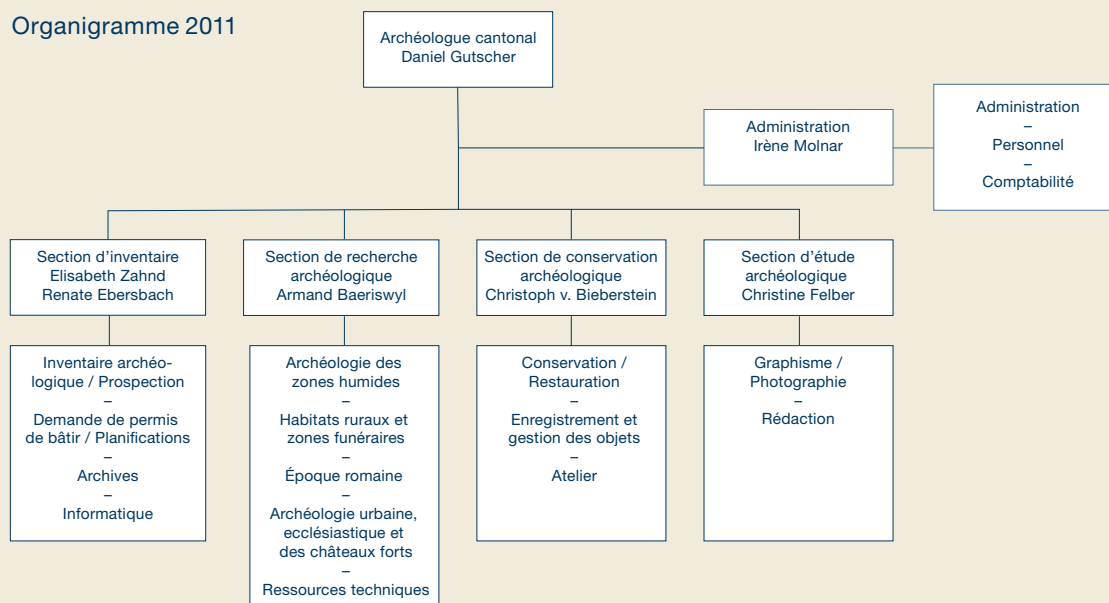 Organigramme 2011
Archéologue cantonal
Daniel Gutscher
Administration
Irène Molnar
Administration
–
Personnel
–
Comptabilité
Section d’inventaire
Elisabeth Zahnd
Renate Ebersbach
Section de recherche
archéologique
Armand Baeriswyl
Section de conservation
archéologique
Christoph v. Bieberstein
Section d’étude
archéologique
Christine Felber
Inventaire archéo-
logique / Prospection
–
Demande de permis
de bâtir / Planifications
–
Archives
–
Informatique
Archéologie des
zones humides
–
Habitats ruraux et
zones funéraires
–
Époque romaine
–
Archéologie urbaine,
ecclésiastique et
des châteaux forts
–
Ressources techniques
Conservation /
Restauration
–
Enregistrement et
gestion des objets
–
Atelier
Graphisme /
Photographie
–
Rédaction